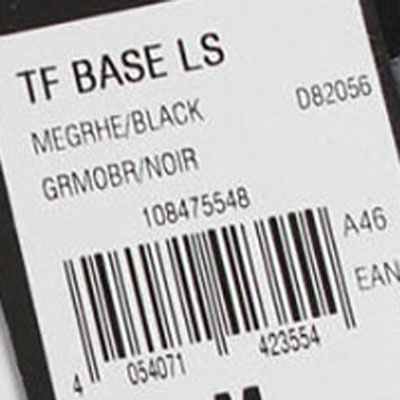 TF BASE LS
MEGRHE/BLACK D82056
GRMOBR/NOIR
108475548
A46
EAN
4 054071 423554